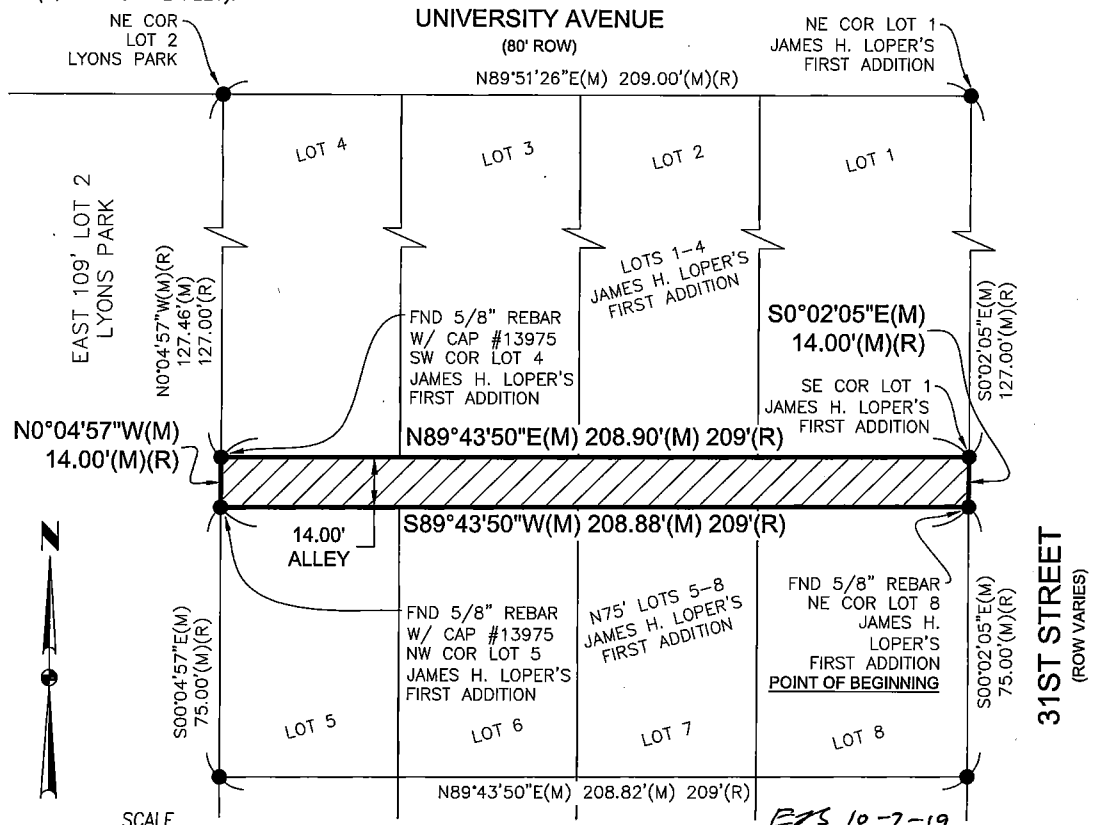 NE COR
LOT 2
LYONS PARK
UNIVERSITY AVENUE
(80' ROW)
N89°51'26"E(M) 209.00'(M)(R)
NE COR LOT 1
JAMES H. LOPER'S
FIRST ADDITION
LOT 4
LOT 3
LOT 2
LOT 1
EAST 109' LOT 2
LYONS PARK
N0°04'57"W(M)(R)
127.46'(M)
127.00'(R)
LOTS 1-4
JAMES H. LOPER'S
FIRST ADDITION
FND 5/8" REBAR
W/ CAP #13975
SW COR LOT 4
JAMES H. LOPER'S
FIRST ADDITION
S0°02'05"E(M)
14.00'(M)(R)
S0°02'05"E(M)
127.00'(M)(R)
SE COR LOT 1
JAMES H. LOPER'S
FIRST ADDITION
N0°04'57"W(M)
14.00'(M)(R)
N89°43'50"E(M) 208.90'(M) 209'(R)
S89°43'50"W(M) 208.88'(M) 209'(R)
14.00'
ALLEY
N
S00°04'57"E(M)
75.00'(M)(R)
FND 5/8" REBAR
W/ CAP #13975
NW COR LOT 5
JAMES H. LOPER'S
FIRST ADDITION
N75' LOTS 5-8
JAMES H. LOPER'S
FIRST ADDITION
FND 5/8" REBAR
NE COR LOT 8
JAMES H.
LOPER'S
FIRST ADDITION
POINT OF BEGINNING
S00°02'05"E(M)
75.00'(M)(R)
31ST STREET
(ROW VARIES)
LOT 5
LOT 6
LOT 7
LOT 8
N89°43'50"E(M) 208.82'(M) 209'(R)
SCALE
10-7-19